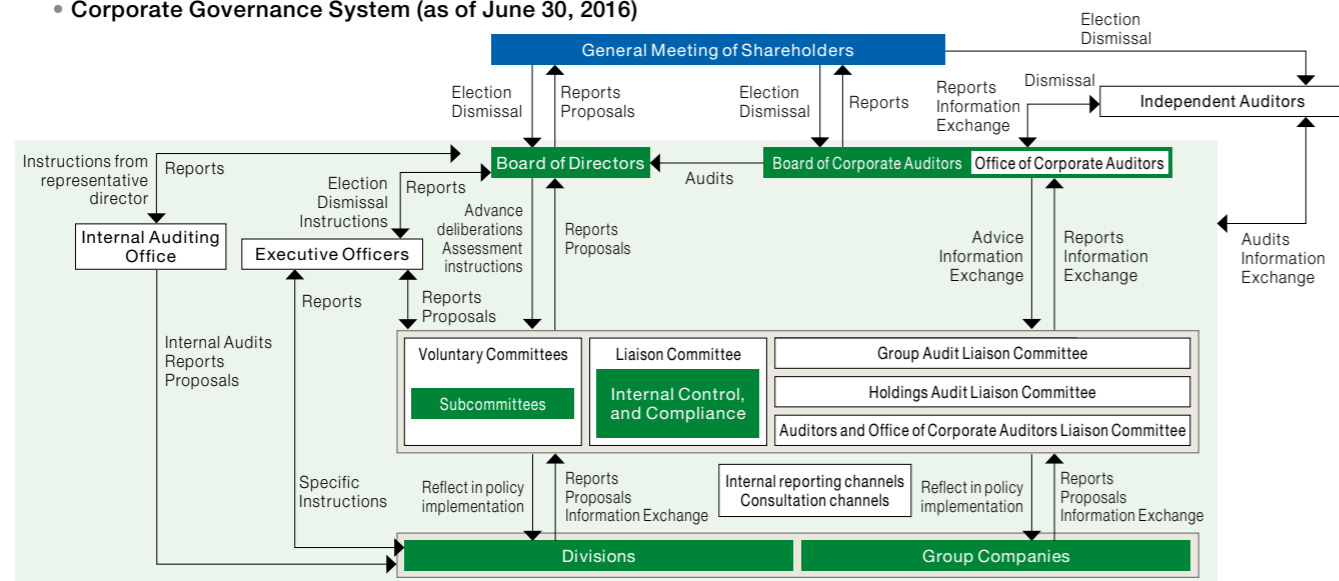 • Corporate Governance System (as of June 30, 2016)
General Meeting of Shareholders
Election
Dismissal
Election
Dismissal
Reports
Proposals
Election
Dismissal
Reports
Reports
Information
Exchange
Dismissal
Independent Auditors
Instructions from
representative
director
Reports
Board of Directors
Audits
Board of Corporate Auditors
Office of Corporate Auditors
Election
Dismissal
Instructions
Reports
Advance
deliberations
Assessment
instructions
Reports
Proposals
Internal Auditing
Office
Executive Officers
Advice
Information
Exchange
Reports
Information
Exchange
Audits
Information
Exchange
Reports
Reports
Proposals
Internal Audits
Reports
Proposals
Voluntary Committees
Subcommittees
Liaison Committee
Internal Control,
and Compliance
Group Audit Liaison Committee
Holdings Audit Liaison Committee
Auditors and Office of Corporate Auditors Liaison Committee
Specific
Instructions
Reflect in policy
implementation
Reports
Proposals
Information Exchange
Internal reporting channels
Consultation channels
Reflect in policy
implementation
Reports
Proposals
Information Exchange
Divisions
Group Companies